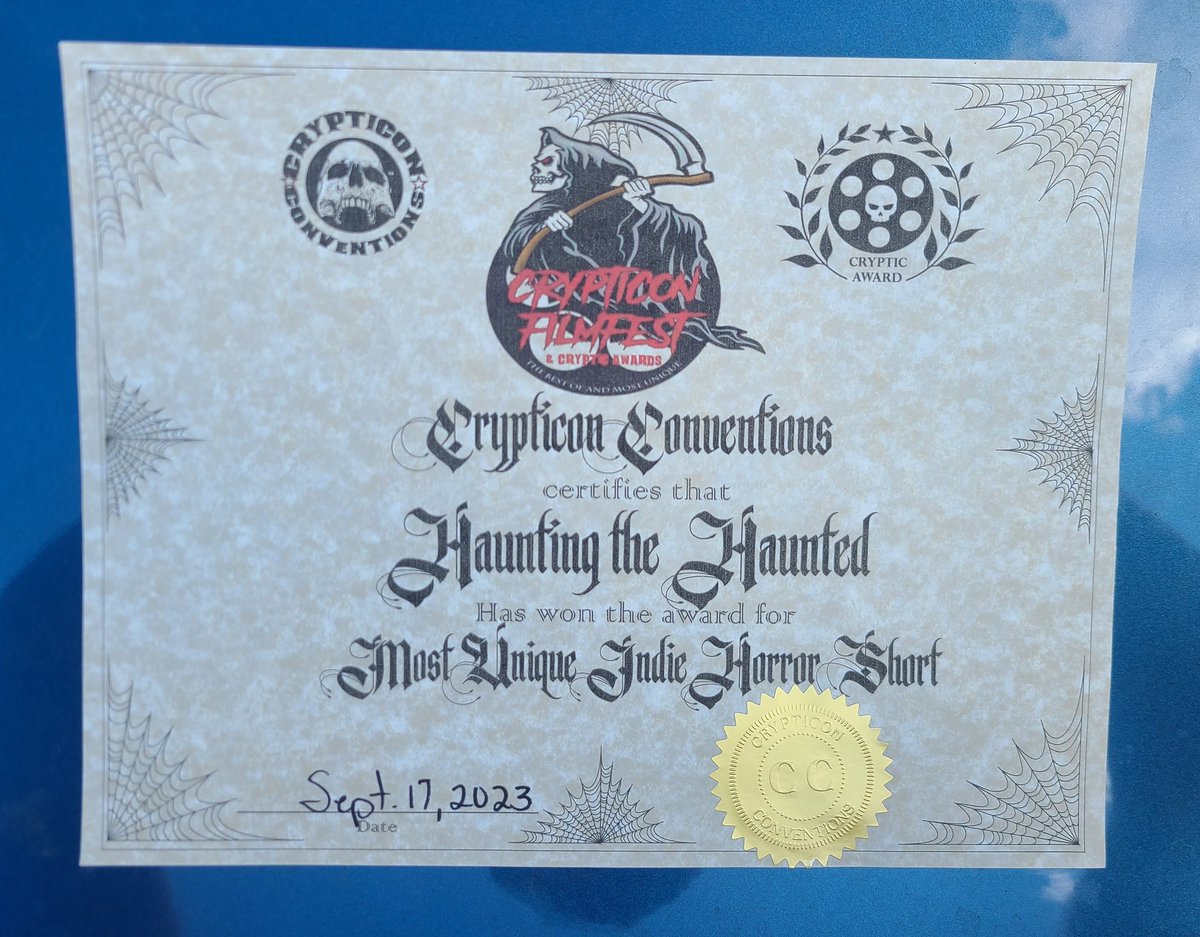 CRYPTICON
CONVENTIONS
CRYPTICON
FILMFEST
& CRYPTIC AWARDS
THE BEST OF AND MOST UNIQUE
CRYPTIC
AWARD
Crypticon Conventions
certifies that
Haunting the Haunted
Has won the award for
Most Unique Indie Horror Short
Sept. 17, 2023
Date
CRYPTICON
CC
CONVENTIONS